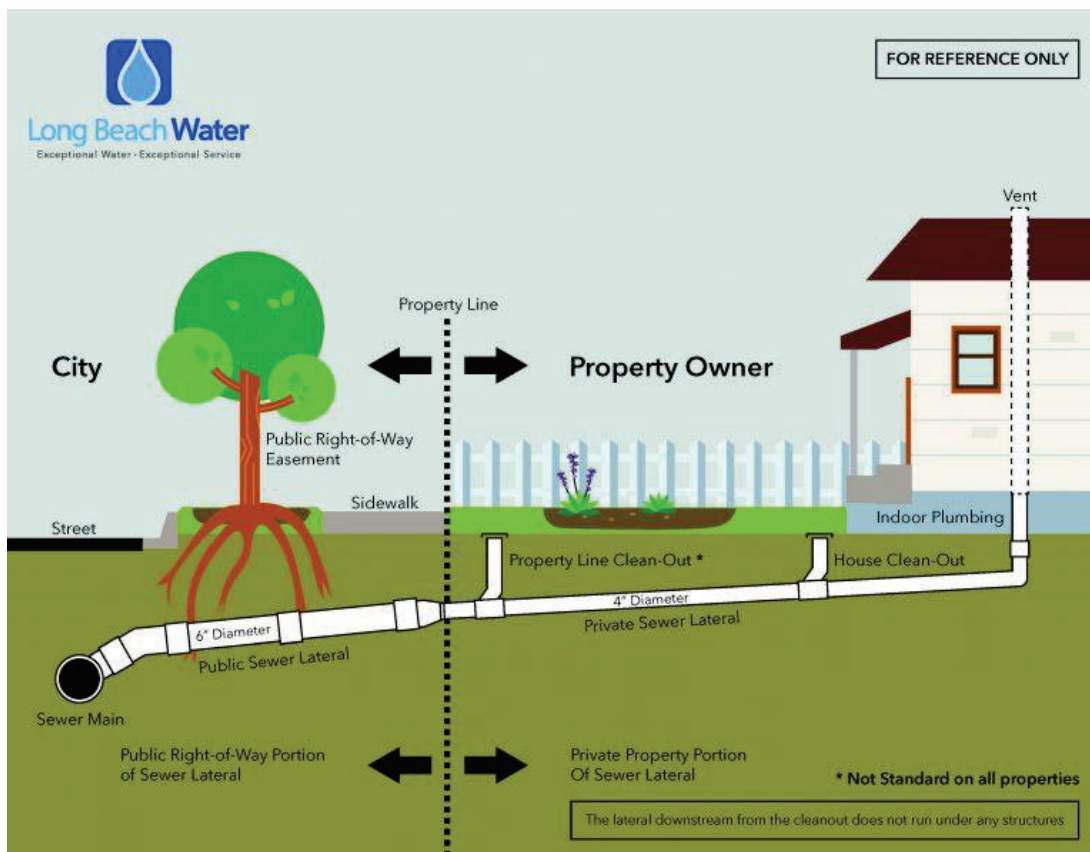 Long Beach Water
Exceptional Water · Exceptional Service
FOR REFERENCE ONLY
Vent
Property Line
City
Property Owner
Public Right-of-Way
Easement
Sidewalk
Street
Indoor Plumbing
Property Line Clean-Out *
House Clean-Out
4" Diameter
Private Sewer Lateral
6" Diameter
Public Sewer Lateral
Sewer Main
Public Right-of-Way Portion
of Sewer Lateral
Private Property Portion
Of Sewer Lateral
* Not Standard on all properties
The lateral downstream from the cleanout does not run under any structures